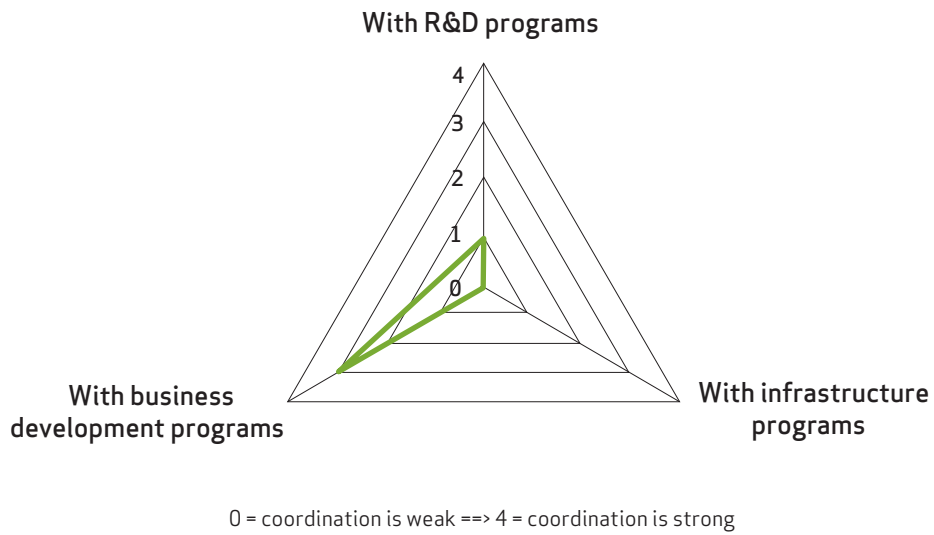 With R&D programs
4
3
2
1
0
With business
development programs
With infrastructure
programs
0 = coordination is weak ==> 4 = coordination is strong